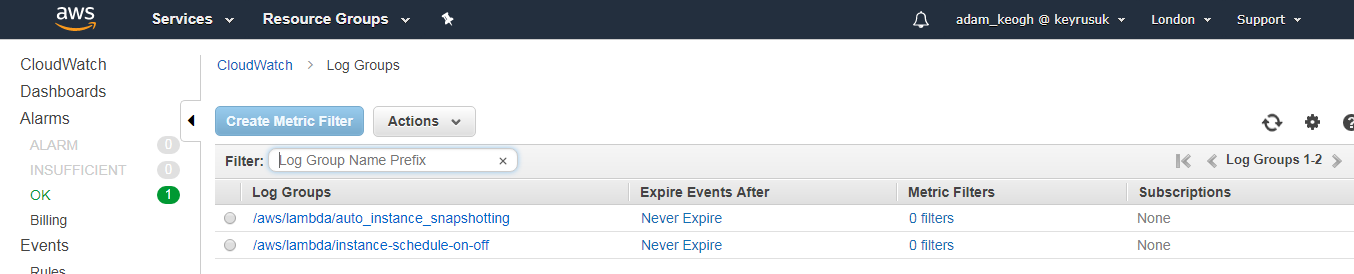 aws Services Resource Groups adam_keogh @ keyrusuk London Support
CloudWatch
Dashboards
Alarms
ALARM 0
INSUFFICIENT 0
OK 1
Billing
Events
Rules
CloudWatch > Log Groups
Create Metric Filter Actions
Filter: Log Group Name Prefix ×
Log Groups 1-2
Log Groups Expire Events After Metric Filters Subscriptions
/aws/lambda/auto_instance_snapshotting Never Expire 0 filters None
/aws/lambda/instance-schedule-on-off Never Expire 0 filters None